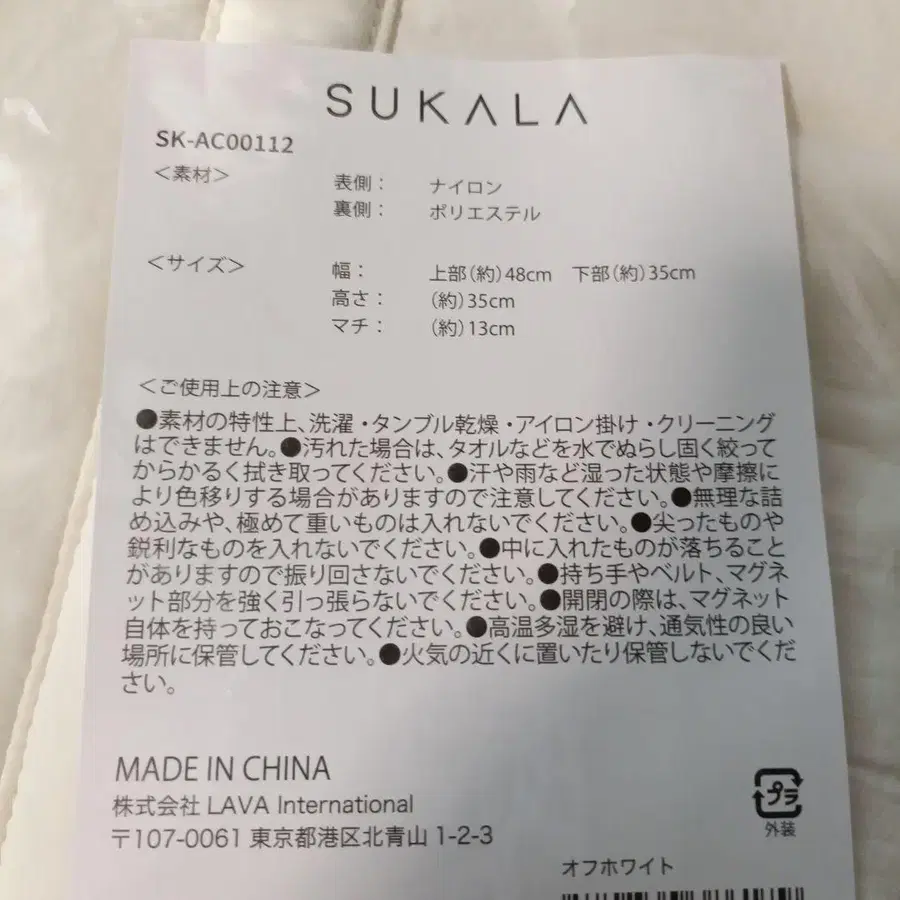 SUKALA
SK-AC00112
＜素材＞
表側： ナイロン
裏側： ポリエステル
＜サイズ＞ 幅： 上部（約）48cm 下部（約）35cm
高さ： （約）35cm
マチ： （約）13cm
＜ご使用上の注意＞
●素材の特性上、洗濯・タンブル乾燥・アイロン掛け・クリーニング
はできません。●汚れた場合は、タオルなどを水でぬらし固く絞って
からかるく拭き取ってください。●汗や雨など湿った状態や摩擦に
より色移りする場合がありますので注意してください。●無理な詰
め込みや、極めて重いものは入れないでください。●尖ったものや
鋭利なものを入れないでください。●中に入れたものが落ちること
がありますので振り回さないでください。●持ち手やベルト、マグネ
ット部分を強く引っ張らないでください。●開閉の際は、マグネット
自体を持っておこなってください。●高温多湿を避け、通気性の良い
場所に保管してください。●火気の近くに置いたり保管しないでくだ
さい。
MADE IN CHINA
株式会社 LAVA International
〒107-0061 東京都港区北青山 1-2-3
プラ
外装
オフホワイト